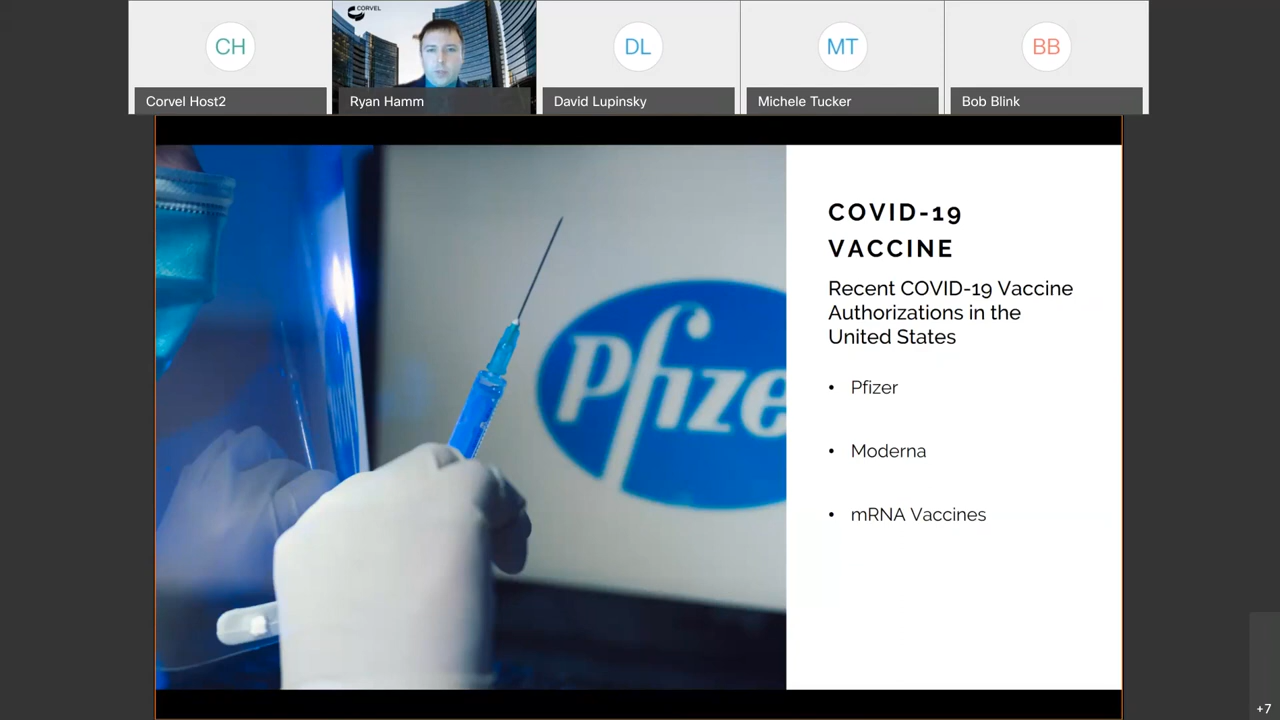 CH
CORVEL
DL
MT
BB
Corvel Host2
Ryan Hamm
David Lupinsky
Michele Tucker
Bob Blink
Pfize
COVID-19
VACCINE
Recent COVID-19 Vaccine
Authorizations in the
United States
• Pfizer
• Moderna
• mRNA Vaccines
+7